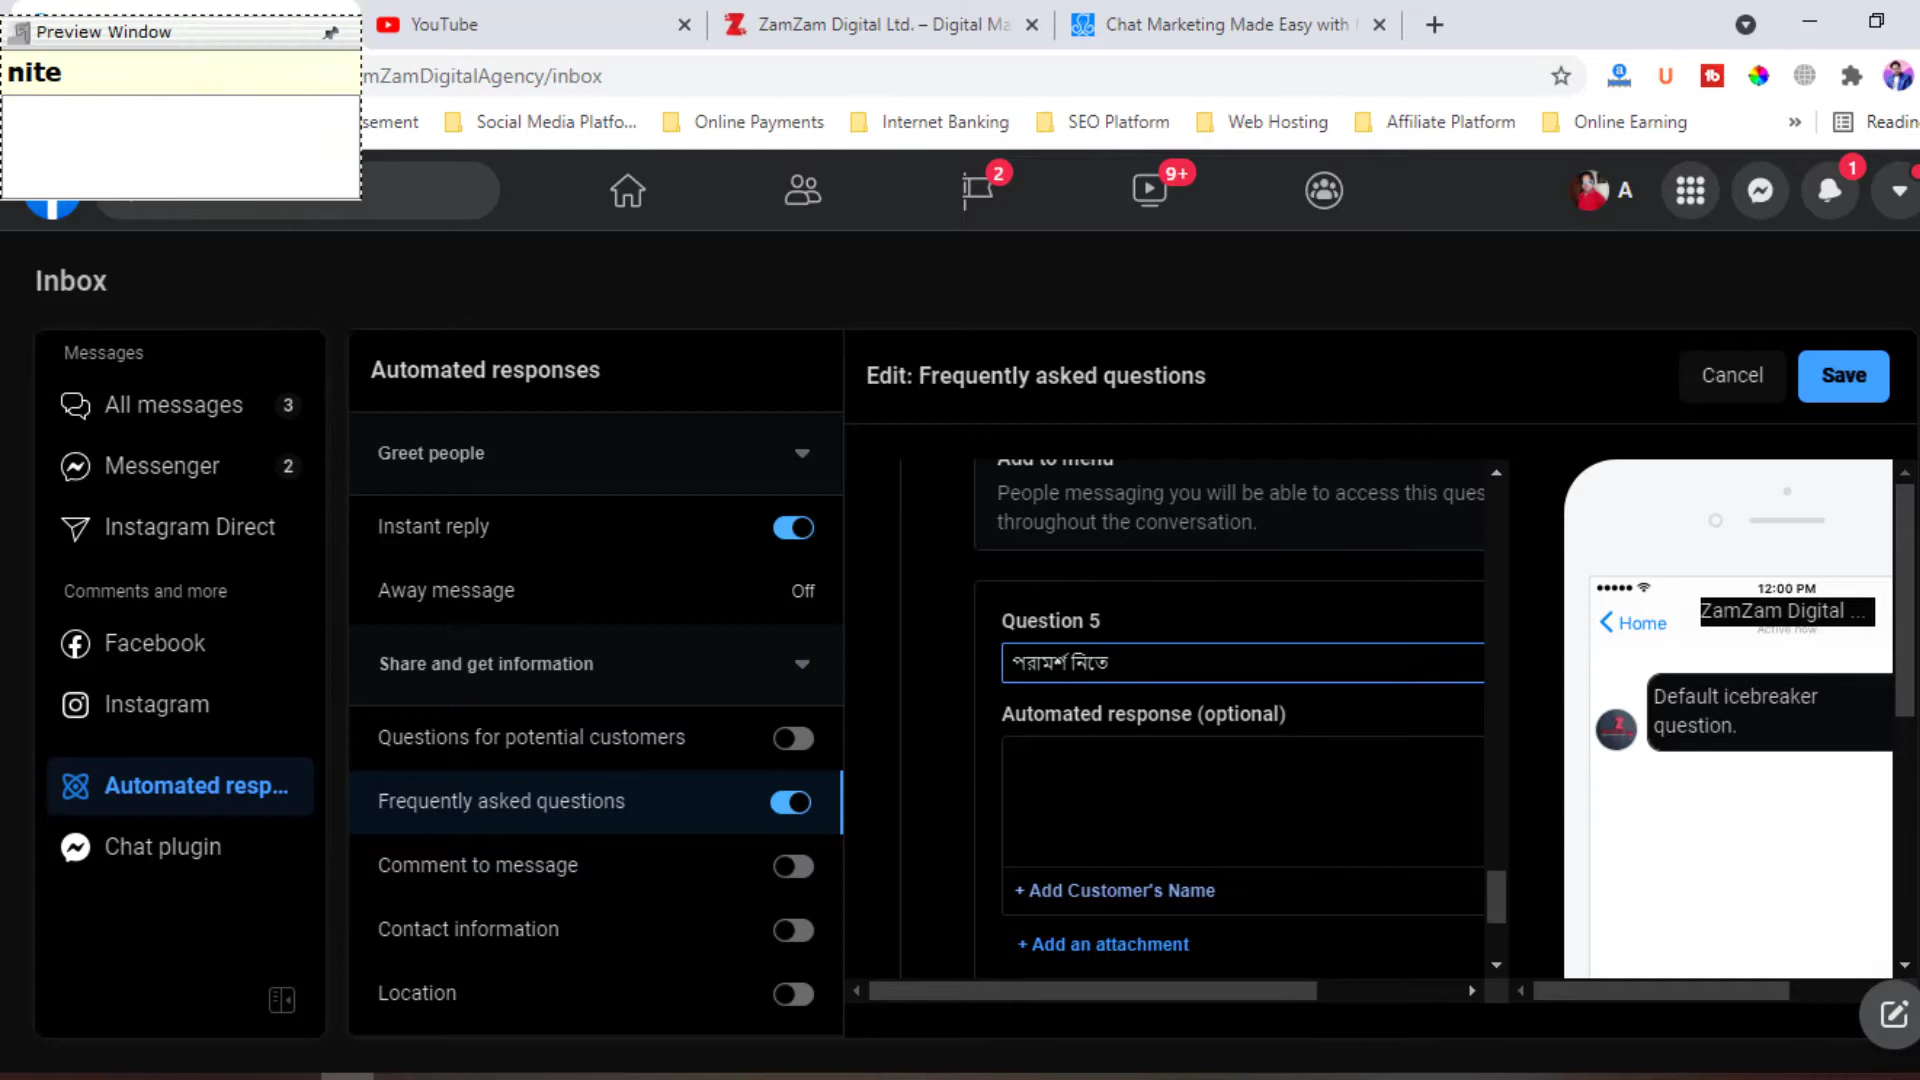 Preview Window
nite
YouTube
ZamZam Digital Ltd. – Digital Ma
Chat Marketing Made Easy with
mZamDigitalAgency/inbox
sement
Social Media Platfo...
Online Payments
Internet Banking
SEO Platform
Web Hosting
Affiliate Platform
Online Earning
»
Readin
2
9+
A
1
Inbox
Messages
All messages 3
Messenger 2
Instagram Direct
Comments and more
Facebook
Instagram
Automated resp...
Chat plugin
Automated responses
Greet people
Instant reply
Away message Off
Share and get information
Questions for potential customers
Frequently asked questions
Comment to message
Contact information
Location
Edit: Frequently asked questions
Cancel
Save
Add to menu
People messaging you will be able to access this ques
throughout the conversation.
Question 5
পরামর্শ নিতে
Automated response (optional)
+ Add Customer's Name
+ Add an attachment
12:00 PM
Home
ZamZam Digital ...
Active now
Default icebreaker
question.